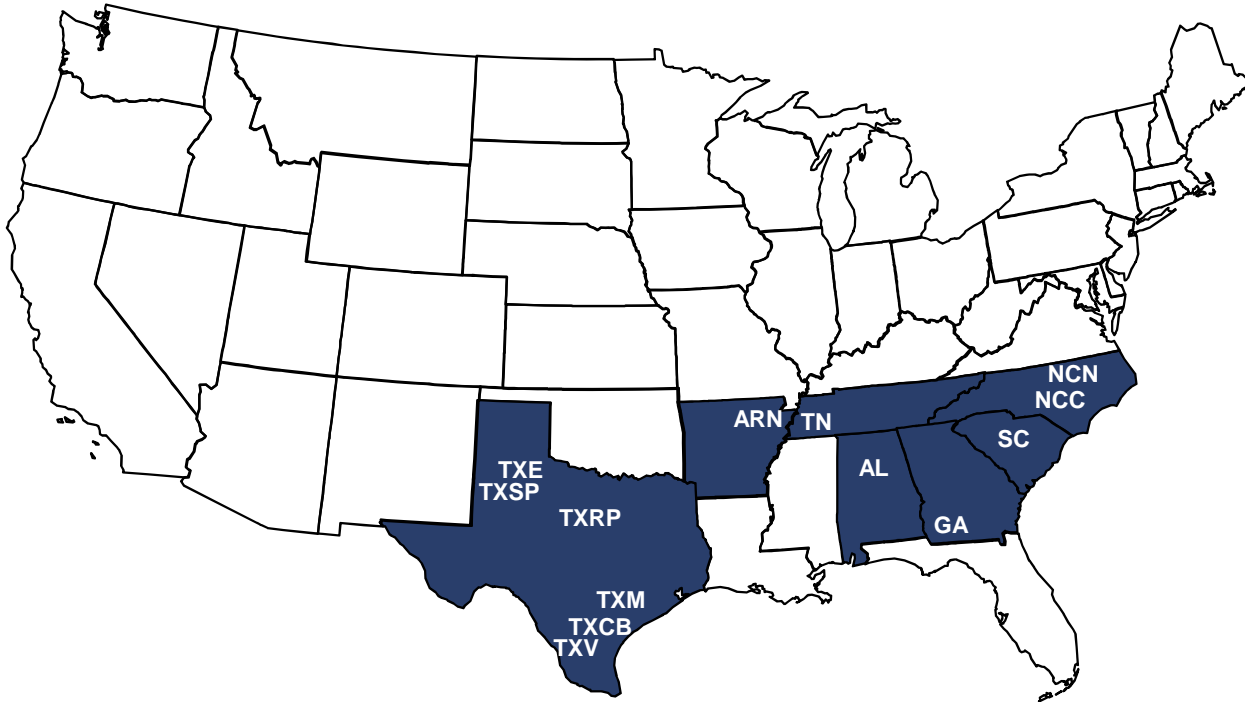 NCN
NCC
ARN
TN
SC
AL
TXE
TXSP
TXRP
GA
TXM
TXCB
TXV